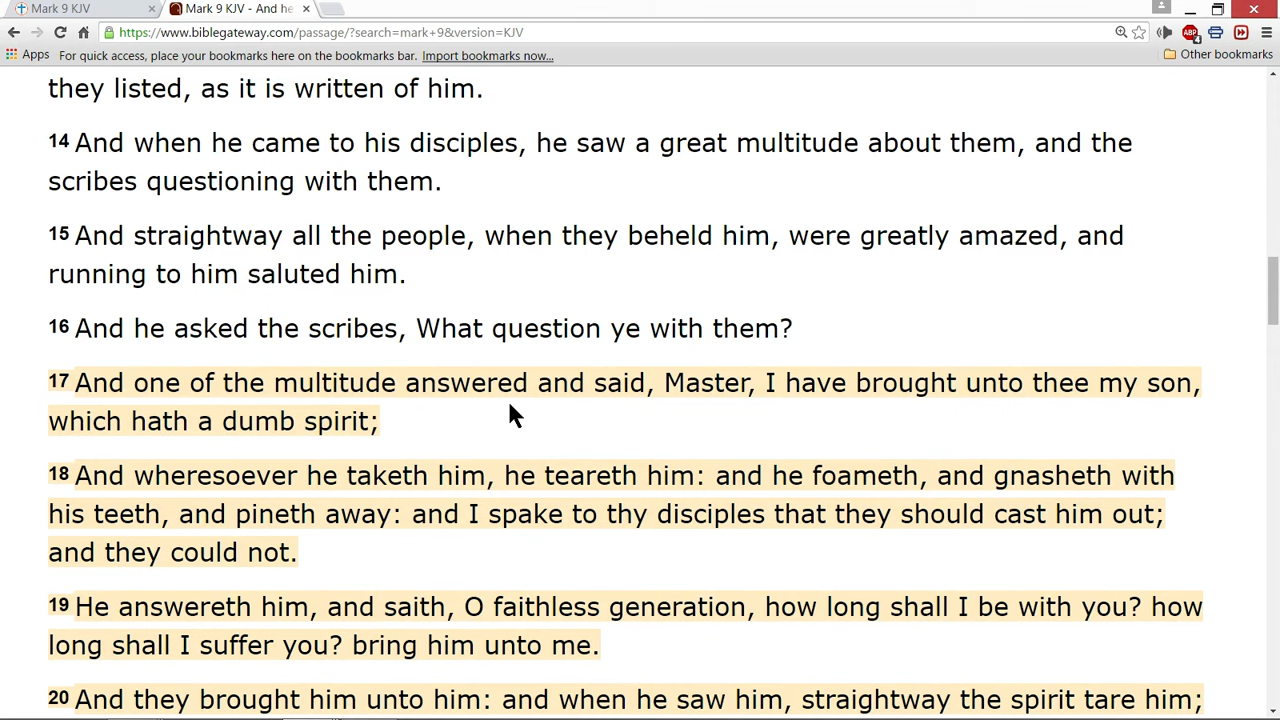 Mark 9 KJV
Mark 9 KJV - And he
https://www.biblegateway.com/passage/?search=mark+9&version=KJV
ABP
4
Apps
For quick access, place your bookmarks here on the bookmarks bar. Import bookmarks now...
Other bookmarks
they listed, as it is written of him.
14 And when he came to his disciples, he saw a great multitude about them, and the
scribes questioning with them.
15 And straightway all the people, when they beheld him, were greatly amazed, and
running to him saluted him.
16 And he asked the scribes, What question ye with them?
17 And one of the multitude answered and said, Master, I have brought unto thee my son,
which hath a dumb spirit;
18 And wheresoever he taketh him, he teareth him: and he foameth, and gnasheth with
his teeth, and pineth away: and I spake to thy disciples that they should cast him out;
and they could not.
19 He answereth him, and saith, O faithless generation, how long shall I be with you? how
long shall I suffer you? bring him unto me.
20 And they brought him unto him: and when he saw him, straightway the spirit tare him;